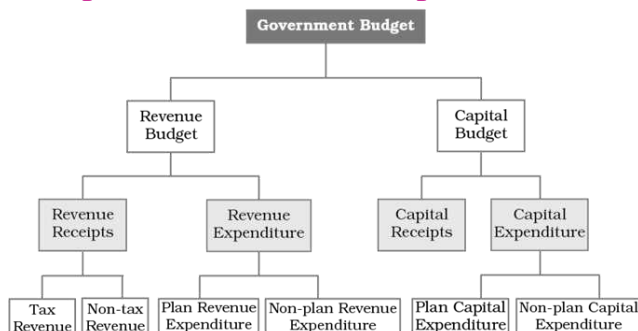 Government Budget
Revenue
Budget
Capital
Budget
Revenue
Receipts
Revenue
Expenditure
Capital
Receipts
Capital
Expenditure
Tax
Revenue
Non-tax
Revenue
Plan Revenue
Expenditure
Non-plan Revenue
Expenditure
Plan Capital
Expenditure
Non-plan Capital
Expenditure